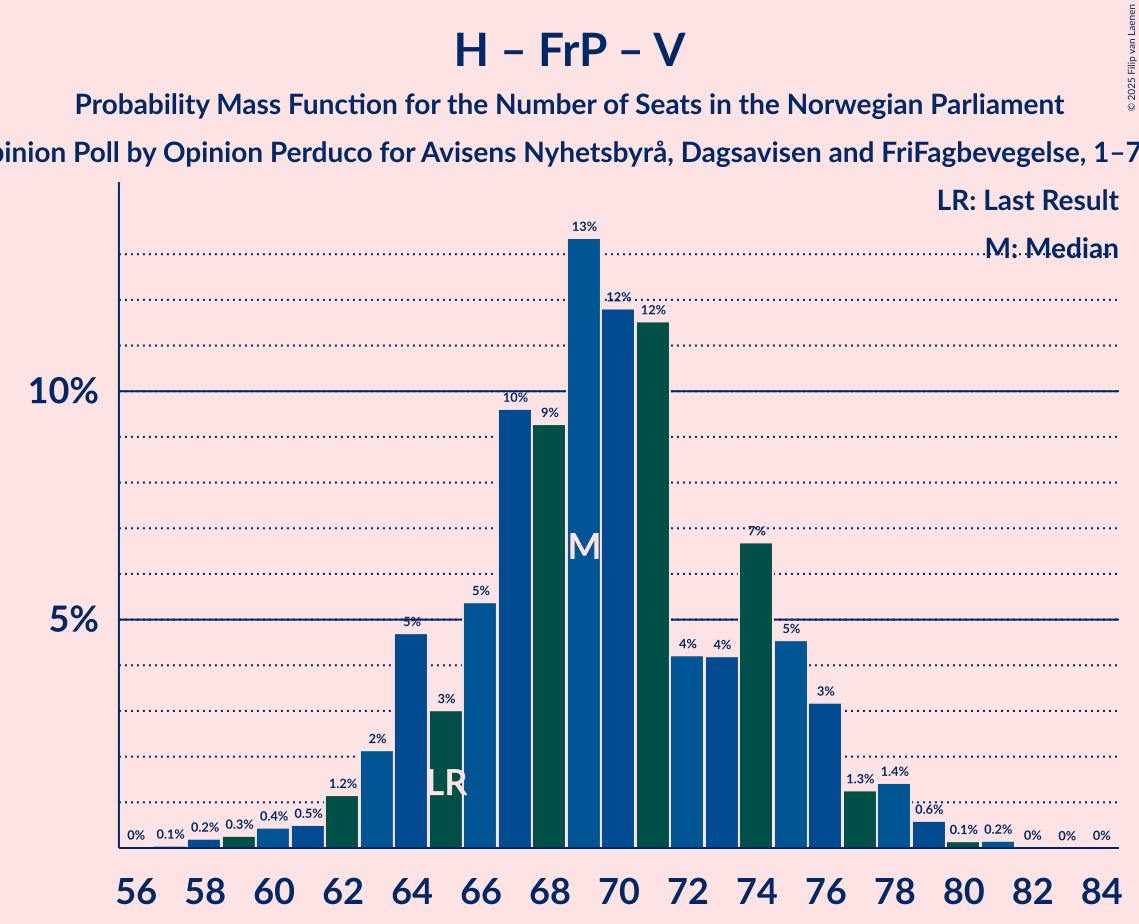 H – FrP – V
Probability Mass Function for the Number of Seats in the Norwegian Parliament
Opinion Poll by Opinion Perduco for Avisens Nyhetsbyrå, Dagsavisen and FriFagbevegelse, 1–7
© 2025 Filip van Laenen
LR: Last Result
M: Median
10%
5%
0% 0.1% 0.2% 0.3% 0.4% 0.5% 1.2% 2% 5% 3% 5% 10% 9% 13% 12% 12% 4% 4% 7% 5% 3% 1.3% 1.4% 0.6% 0.1% 0.2% 0% 0% 0%
M
LR
56 58 60 62 64 66 68 70 72 74 76 78 80 82 84